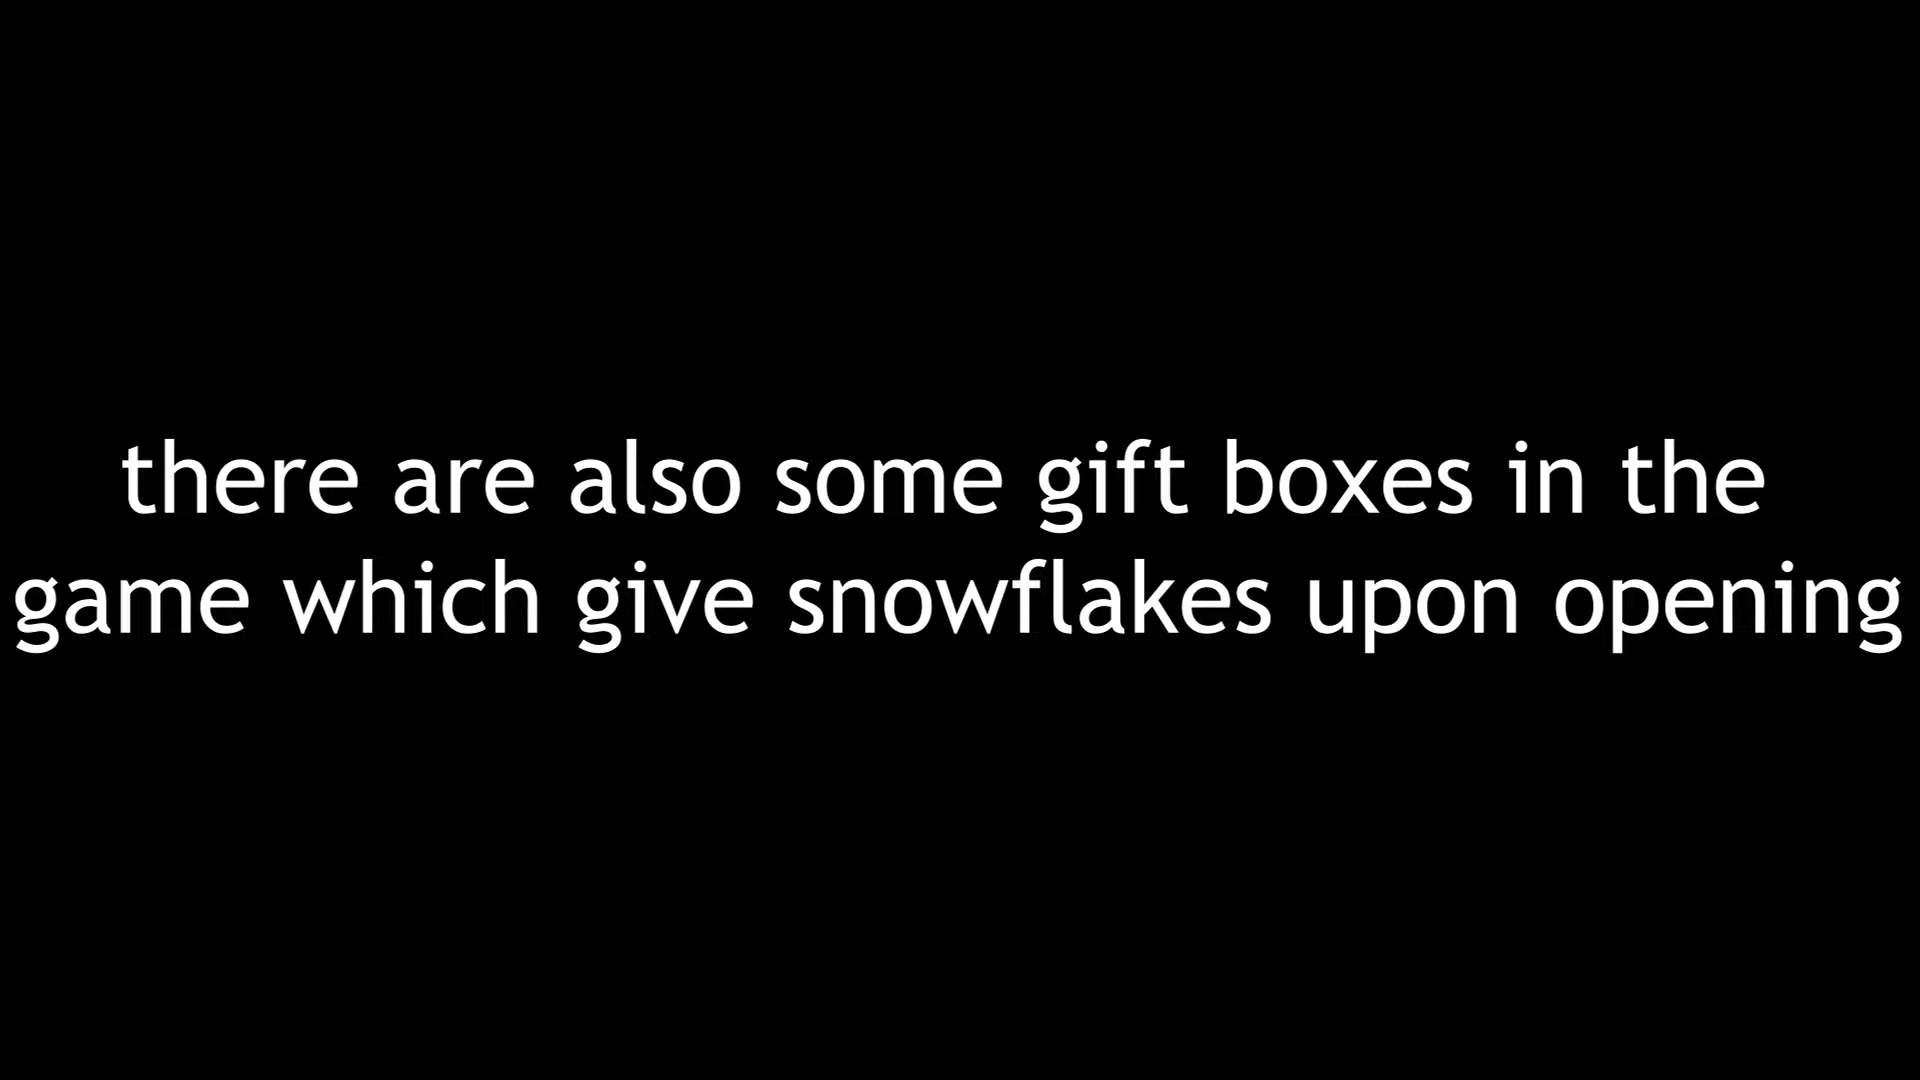 there are also some gift boxes in the
game which give snowflakes upon opening